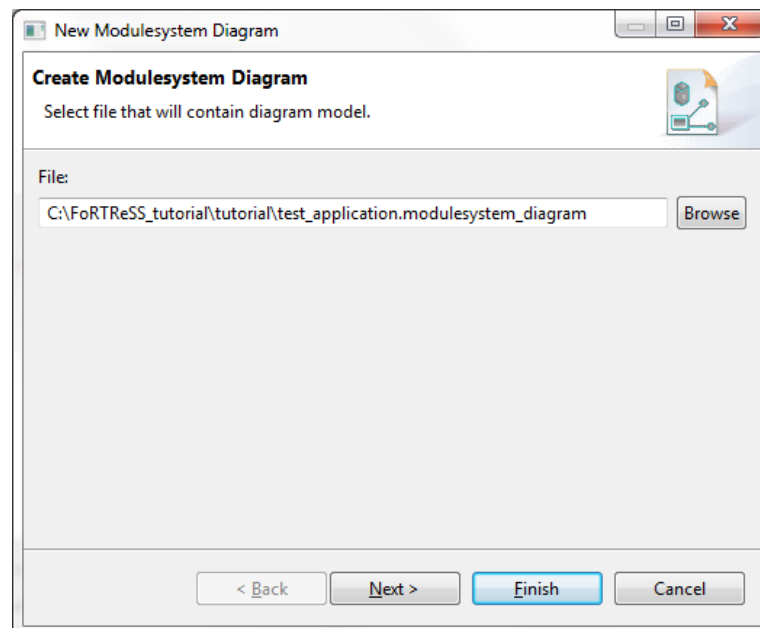 New Modulesystem Diagram
Create Modulesystem Diagram
Select file that will contain diagram model.
File:
C:\FoRTReSS_tutorial\tutorial\test_application.modulesystem_diagram Browse
< Back Next > Finish Cancel